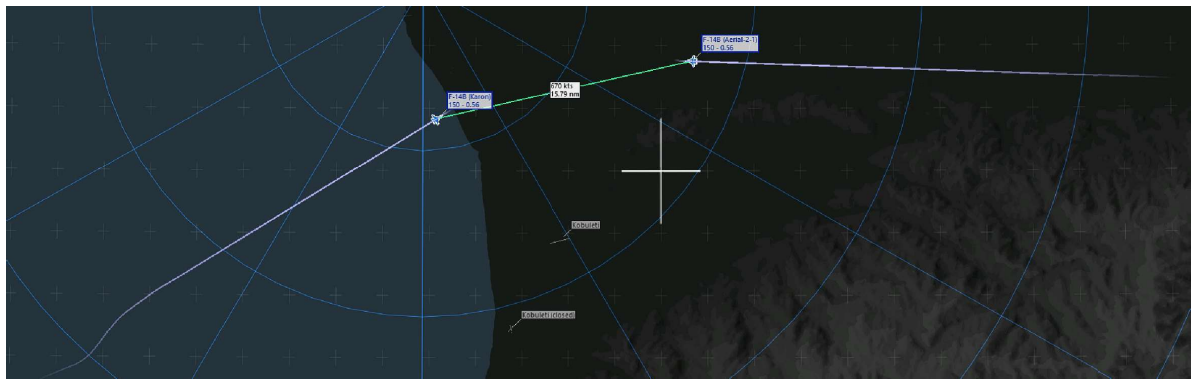 F-14B (Aerial-2-1)
150 - 0.56
670 kts
15.79 nm
F-14B (Kason)
150 - 0.56
Kobuleti
Kobuleti (closed)